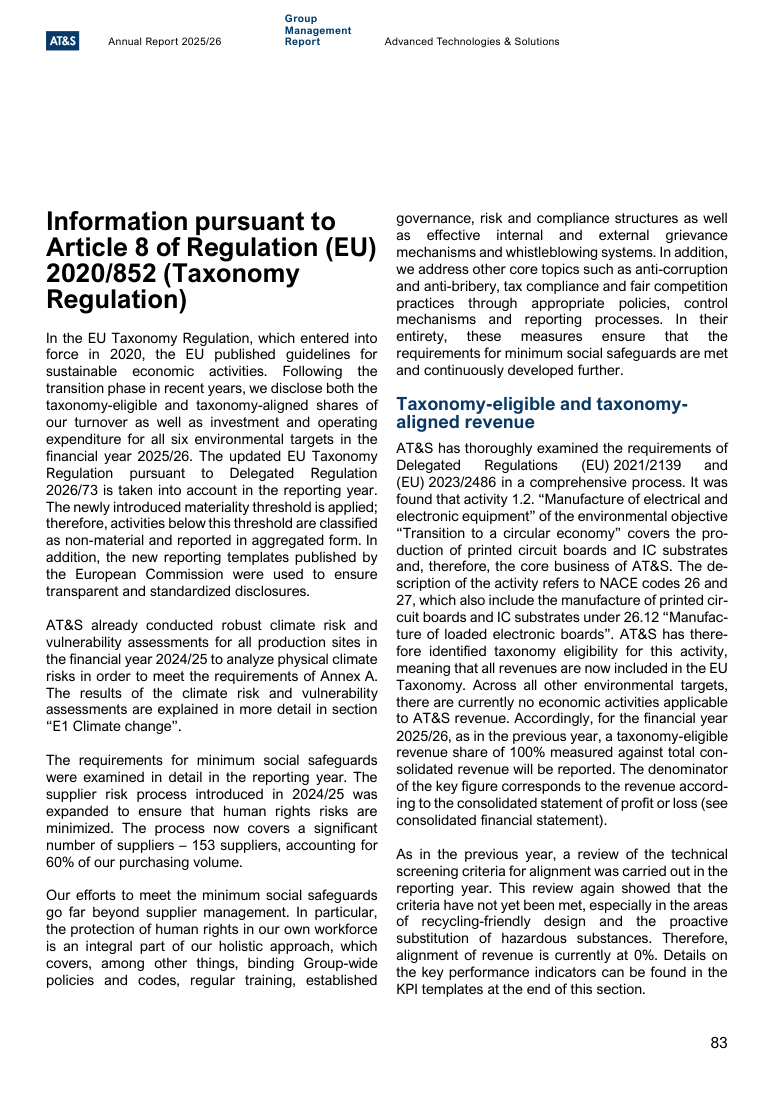 AT&S
Annual Report 2025/26
Group
Management
Report
Advanced Technologies & Solutions
Information pursuant to
Article 8 of Regulation (EU)
2020/852 (Taxonomy
Regulation)
In the EU Taxonomy Regulation, which entered into
force in 2020, the EU published guidelines for
sustainable economic activities. Following the
transition phase in recent years, we disclose both the
taxonomy-eligible and taxonomy-aligned shares of
our turnover as well as investment and operating
expenditure for all six environmental targets in the
financial year 2025/26. The updated EU Taxonomy
Regulation pursuant to Delegated Regulation
2026/73 is taken into account in the reporting year.
The newly introduced materiality threshold is applied;
therefore, activities below this threshold are classified
as non-material and reported in aggregated form. In
addition, the new reporting templates published by
the European Commission were used to ensure
transparent and standardized disclosures.
AT&S already conducted robust climate risk and
vulnerability assessments for all production sites in
the financial year 2024/25 to analyze physical climate
risks in order to meet the requirements of Annex A.
The results of the climate risk and vulnerability
assessments are explained in more detail in section
“E1 Climate change”.
The requirements for minimum social safeguards
were examined in detail in the reporting year. The
supplier risk process introduced in 2024/25 was
expanded to ensure that human rights risks are
minimized. The process now covers a significant
number of suppliers – 153 suppliers, accounting for
60% of our purchasing volume.
Our efforts to meet the minimum social safeguards
go far beyond supplier management. In particular,
the protection of human rights in our own workforce
is an integral part of our holistic approach, which
covers, among other things, binding Group-wide
policies and codes, regular training, established
governance, risk and compliance structures as well
as effective internal and external grievance
mechanisms and whistleblowing systems. In addition,
we address other core topics such as anti-corruption
and anti-bribery, tax compliance and fair competition
practices through appropriate policies, control
mechanisms and reporting processes. In their
entirety, these measures ensure that the
requirements for minimum social safeguards are met
and continuously developed further.
Taxonomy-eligible and taxonomy-
aligned revenue
AT&S has thoroughly examined the requirements of
Delegated Regulations (EU) 2021/2139 and
(EU) 2023/2486 in a comprehensive process. It was
found that activity 1.2. “Manufacture of electrical and
electronic equipment” of the environmental objective
“Transition to a circular economy” covers the pro-
duction of printed circuit boards and IC substrates
and, therefore, the core business of AT&S. The de-
scription of the activity refers to NACE codes 26 and
27, which also include the manufacture of printed cir-
cuit boards and IC substrates under 26.12 “Manufac-
ture of loaded electronic boards”. AT&S has there-
fore identified taxonomy eligibility for this activity,
meaning that all revenues are now included in the EU
Taxonomy. Across all other environmental targets,
there are currently no economic activities applicable
to AT&S revenue. Accordingly, for the financial year
2025/26, as in the previous year, a taxonomy-eligible
revenue share of 100% measured against total con-
solidated revenue will be reported. The denominator
of the key figure corresponds to the revenue accord-
ing to the consolidated statement of profit or loss (see
consolidated financial statement).
As in the previous year, a review of the technical
screening criteria for alignment was carried out in the
reporting year. This review again showed that the
criteria have not yet been met, especially in the areas
of recycling-friendly design and the proactive
substitution of hazardous substances. Therefore,
alignment of revenue is currently at 0%. Details on
the key performance indicators can be found in the
KPI templates at the end of this section.
83